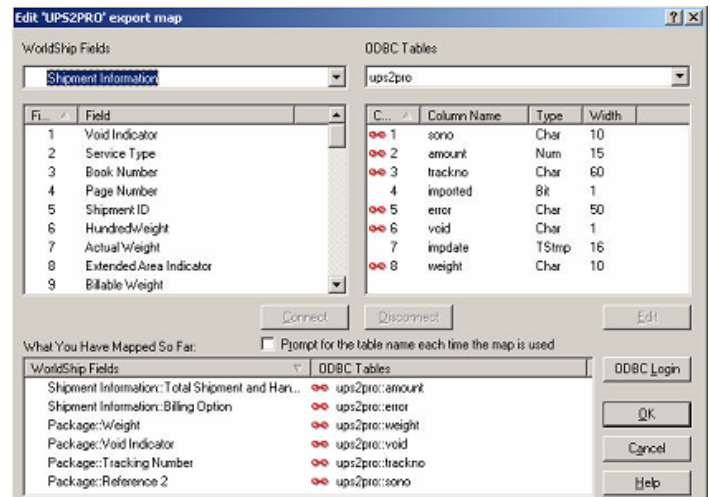 Edit 'UPS2PRO' export map
WorldShip Fields
ODBC Tables
Shipment Information
ups2pro
Fi... Field
1 Void Indicator
2 Service Type
3 Book Number
4 Page Number
5 Shipment ID
6 HundredWeight
7 Actual Weight
8 Extended Area Indicator
9 Billable Weight
C... Column Name Type Width
1 sono Char 10
2 amount Num 15
3 trackno Char 60
4 imported Bit 1
5 error Char 50
6 void Char 1
7 impdate TStmp 16
8 weight Char 10
Connect
Disconnect
Edit
What You Have Mapped So Far:
Prompt for the table name each time the map is used
WorldShip Fields ODBC Tables
Shipment Information::Total Shipment and Han... ups2pro::amount
Shipment Information::Billing Option ups2pro::error
Package::Weight ups2pro::weight
Package::Void Indicator ups2pro::void
Package::Tracking Number ups2pro::trackno
Package::Reference 2 ups2pro::sono
ODBC Login
OK
Cancel
Help